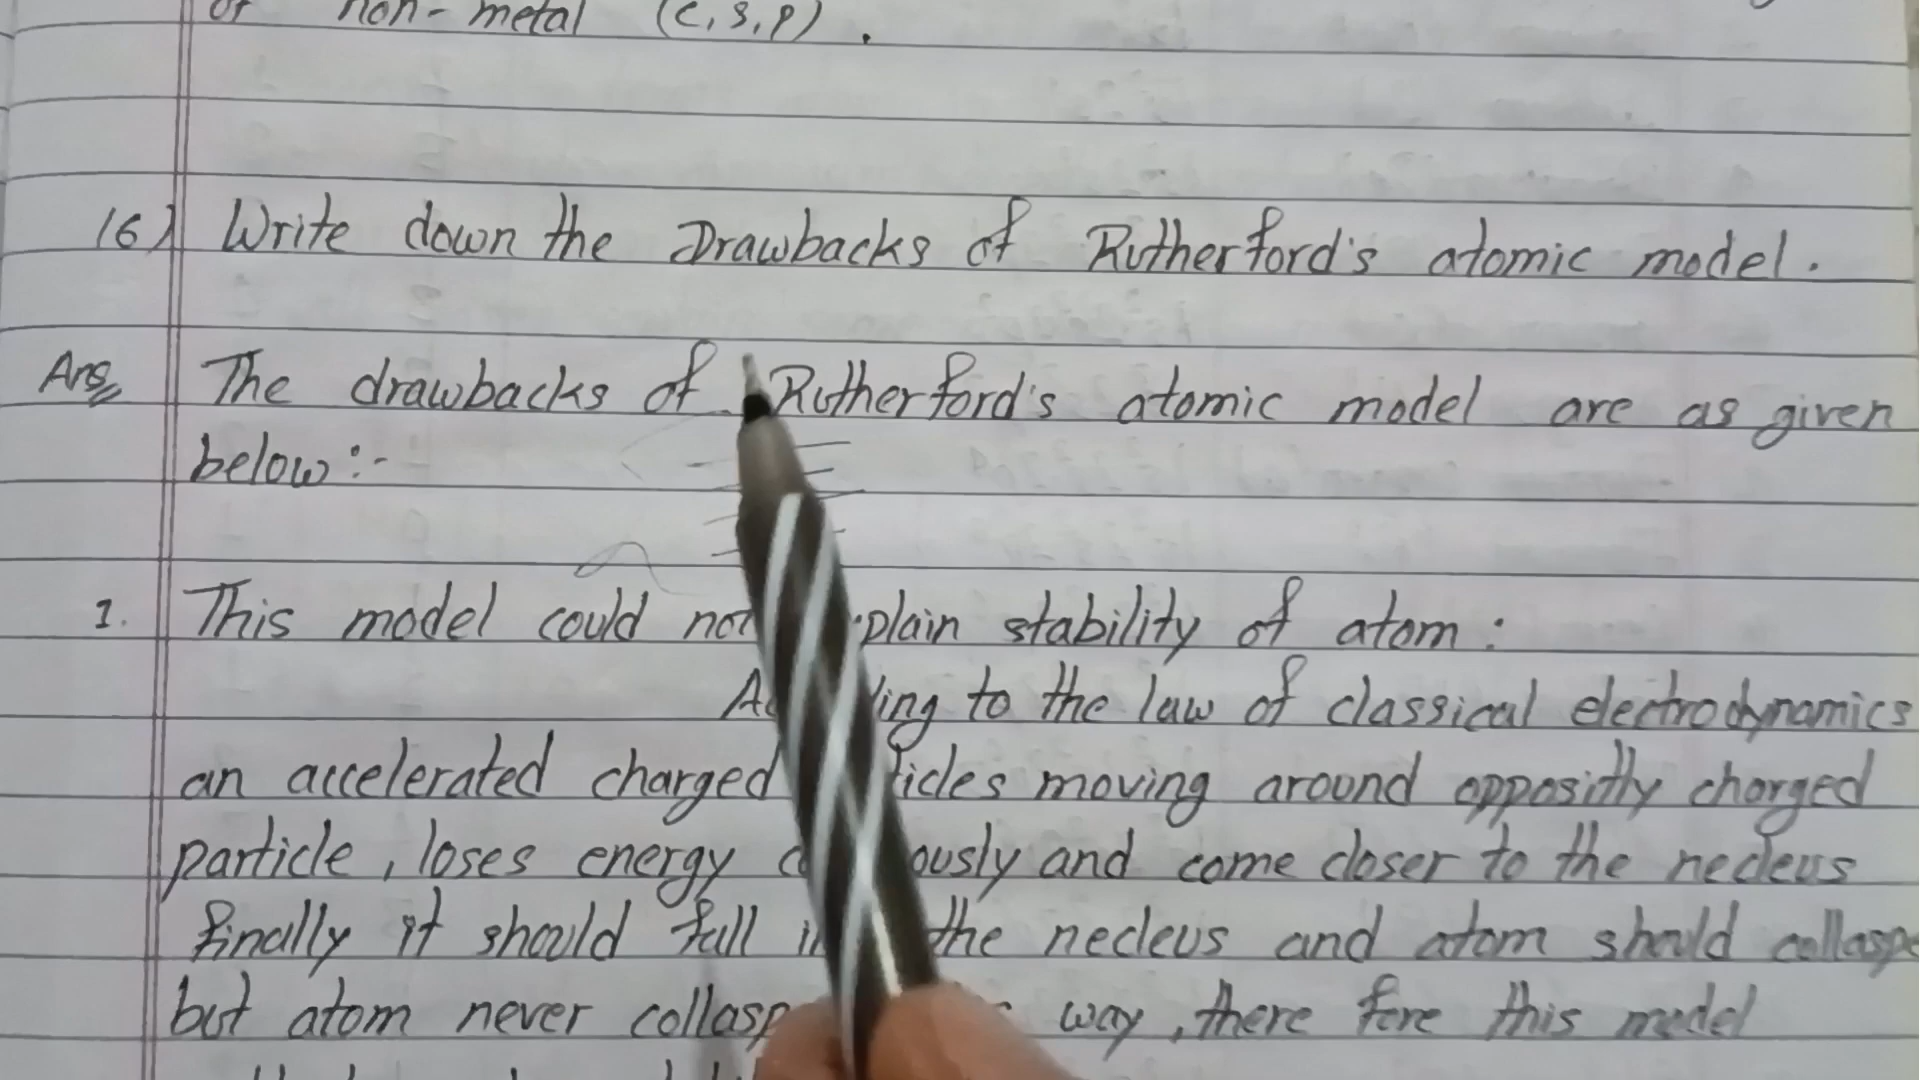 of non-metal (C, S, P).
16) Write down the Drawbacks of Rutherford's atomic model.
Ans The drawbacks of Rutherford's atomic model are as given
below:-
1. This model could not plain stability of atom:
to the law of classical electrodynamics
an accelerated charged moving around oppositly charged
particle, loses energy and come closer to the necleus
finally it should fall the necleus and atom should collaspe
but atom never way, there fore this model